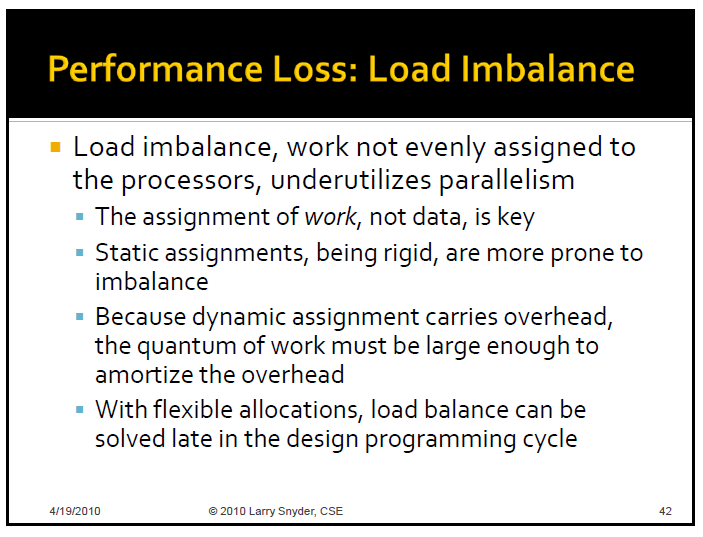 Performance Loss: Load Imbalance
Load imbalance, work not evenly assigned to
the processors, underutilizes parallelism
The assignment of work, not data, is key
Static assignments, being rigid, are more prone to
imbalance
Because dynamic assignment carries overhead,
the quantum of work must be large enough to
amortize the overhead
With flexible allocations, load balance can be
solved late in the design programming cycle
4/19/2010
© 2010 Larry Snyder, CSE
42